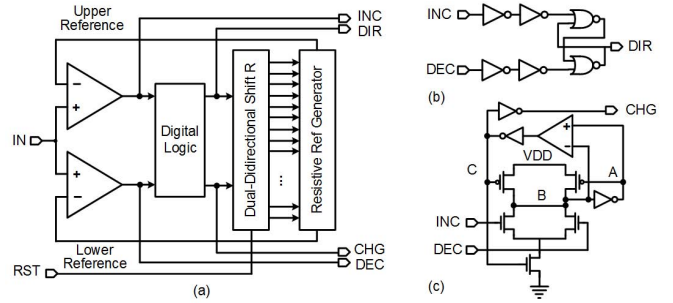 Upper
Reference
INC
DIR
IN
Digital
Logic
Dual-Didirectional Shift R
Resistive Ref Generator
...
Lower
Reference
CHG
DEC
RST
(a)
INC
DEC
DIR
(b)
CHG
VDD
C
A
B
INC
DEC
(c)
− + + −
+ −